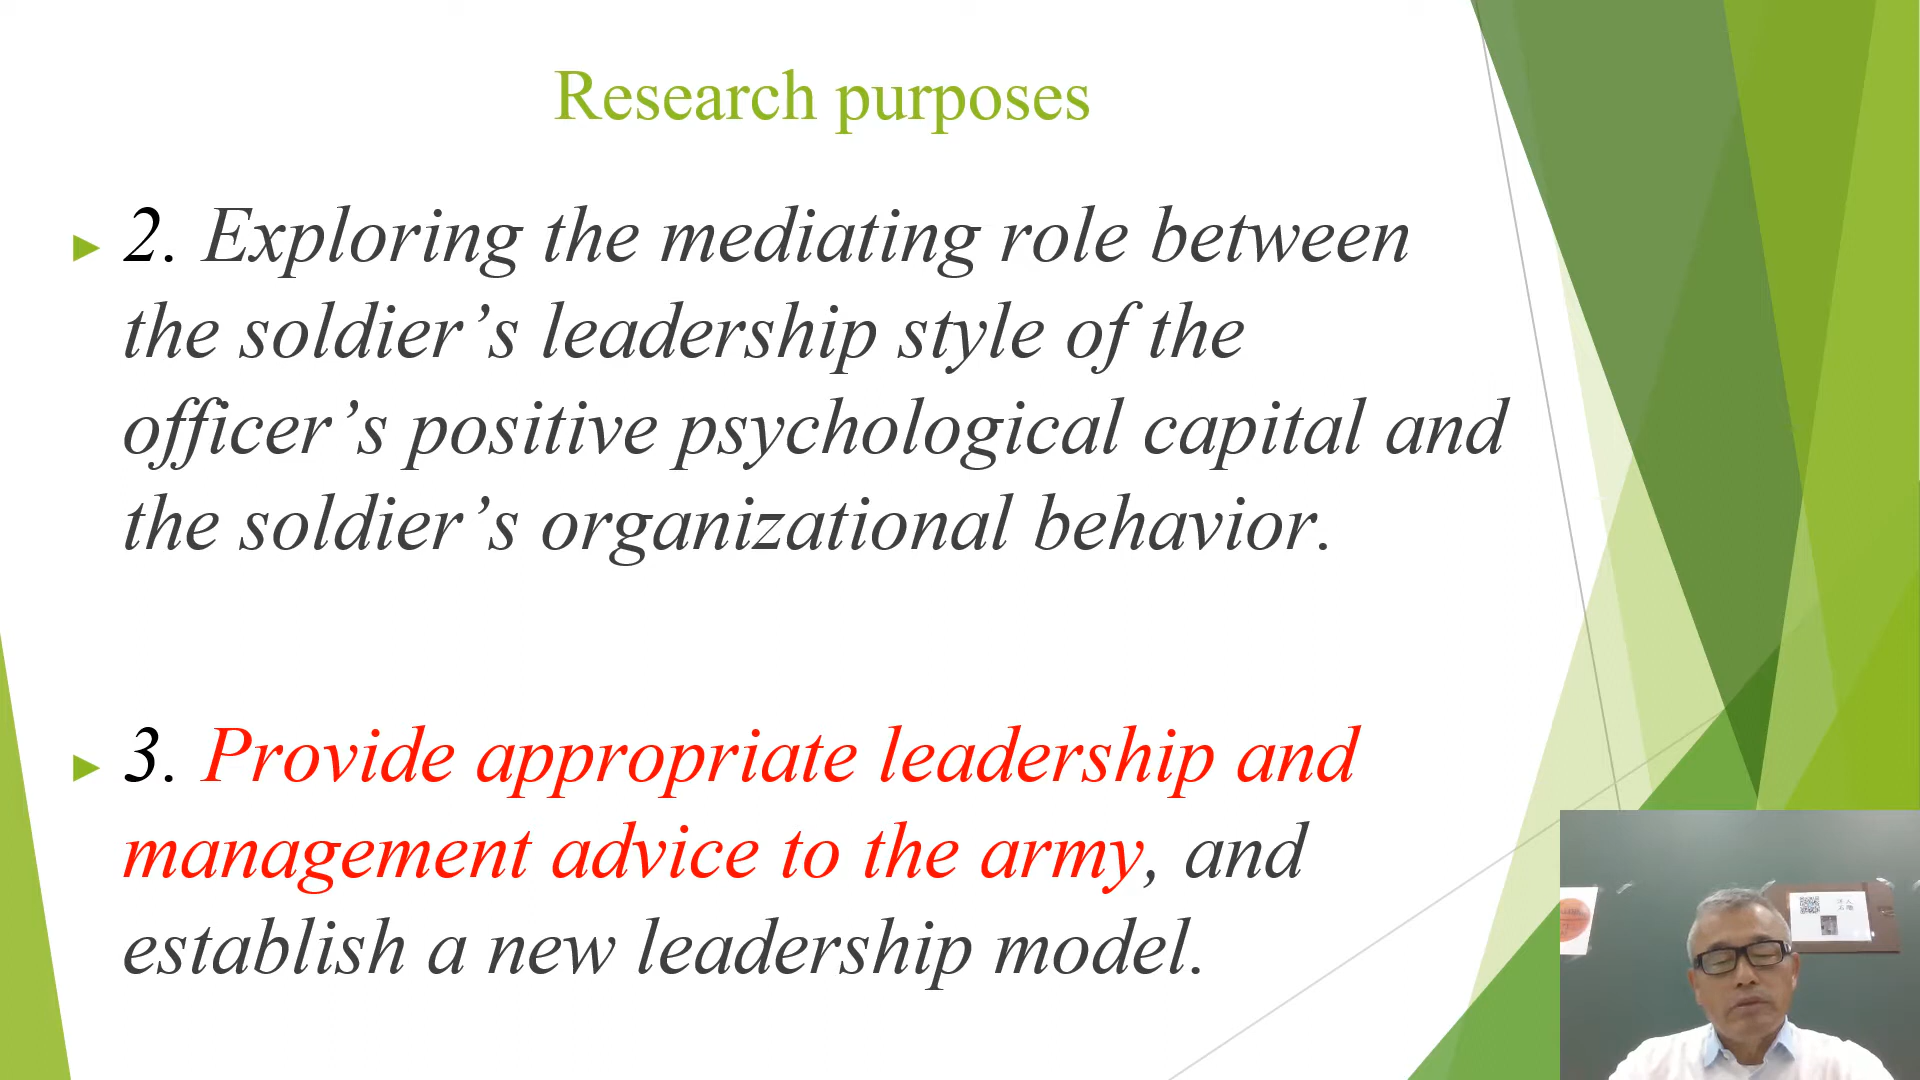 Research purposes
2. Exploring the mediating role between
the soldier’s leadership style of the
officer’s positive psychological capital and
the soldier’s organizational behavior.
3. Provide appropriate leadership and
management advice to the army, and
establish a new leadership model.